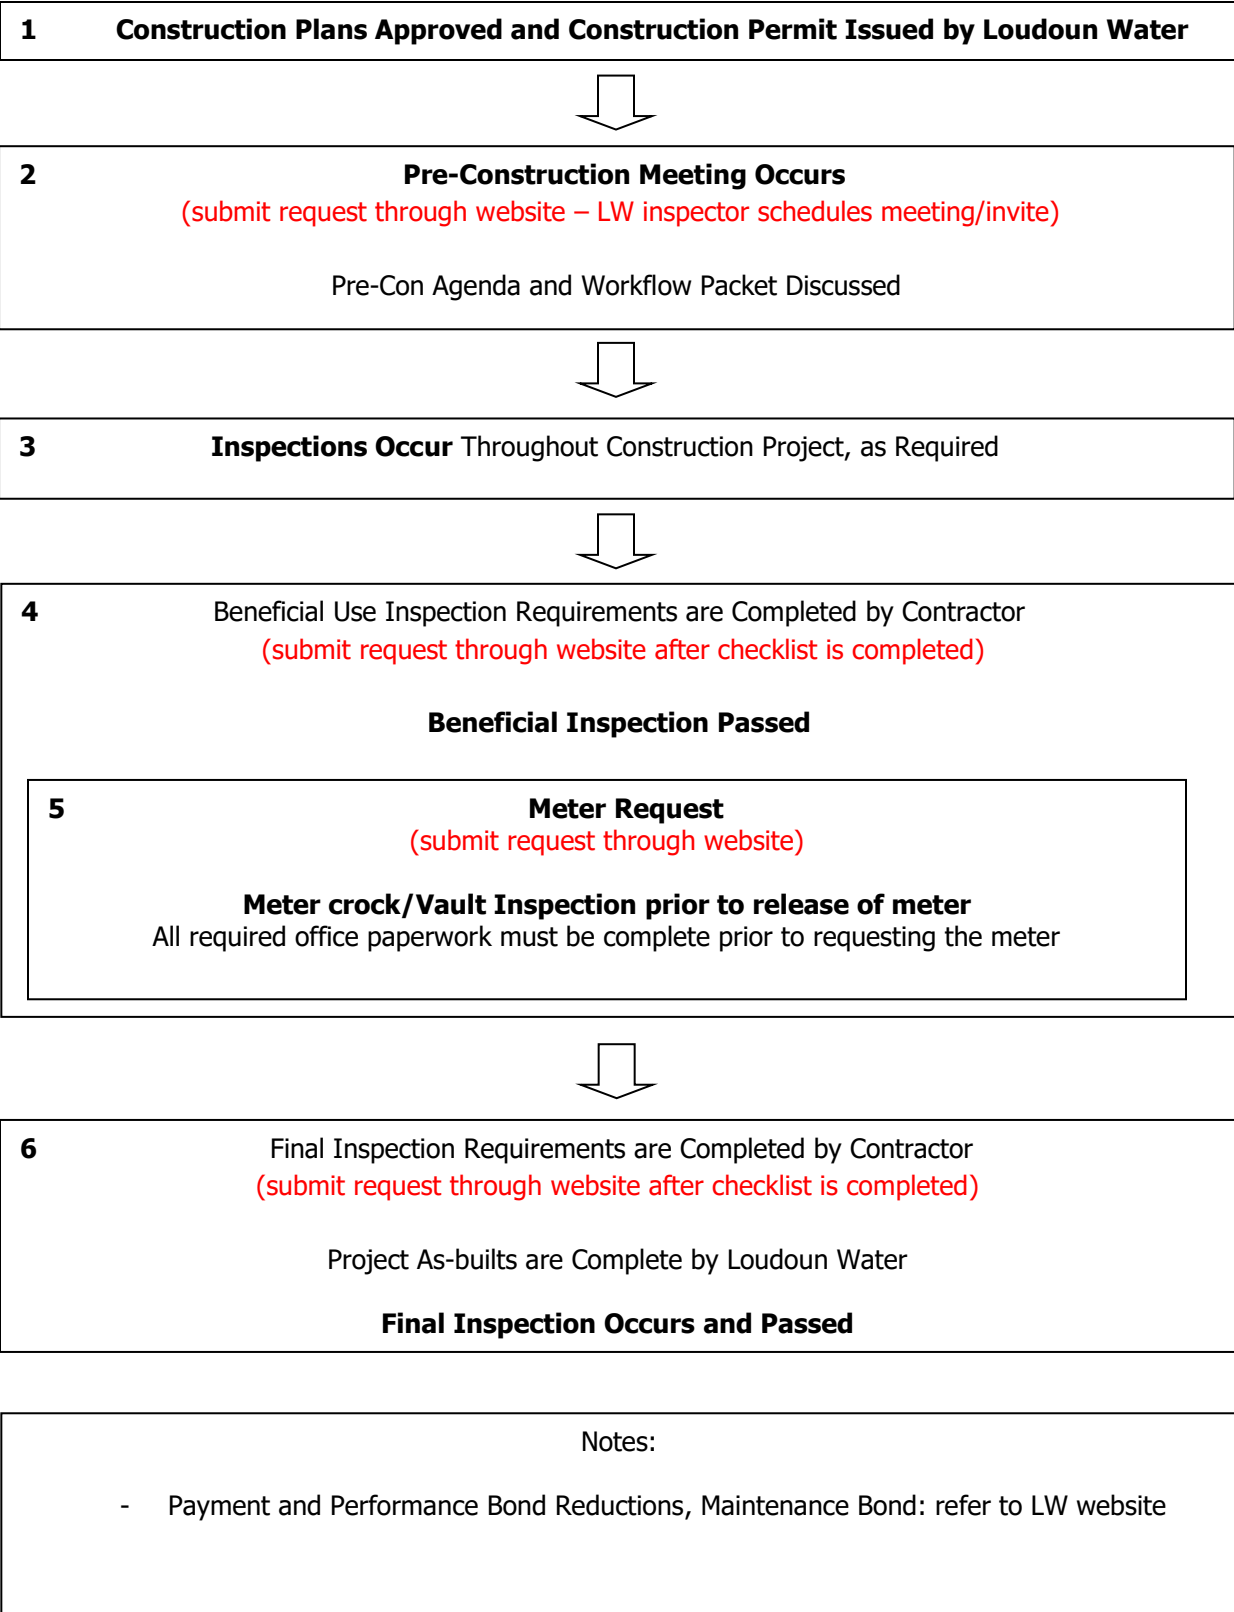 1 Construction Plans Approved and Construction Permit Issued by Loudoun Water
2 Pre-Construction Meeting Occurs
(submit request through website – LW inspector schedules meeting/invite)
Pre-Con Agenda and Workflow Packet Discussed
3 Inspections Occur Throughout Construction Project, as Required
4 Beneficial Use Inspection Requirements are Completed by Contractor
(submit request through website after checklist is completed)
Beneficial Inspection Passed
5 Meter Request
(submit request through website)
Meter crock/Vault Inspection prior to release of meter
All required office paperwork must be complete prior to requesting the meter
6 Final Inspection Requirements are Completed by Contractor
(submit request through website after checklist is completed)
Project As-builts are Complete by Loudoun Water
Final Inspection Occurs and Passed
Notes:
- Payment and Performance Bond Reductions, Maintenance Bond: refer to LW website